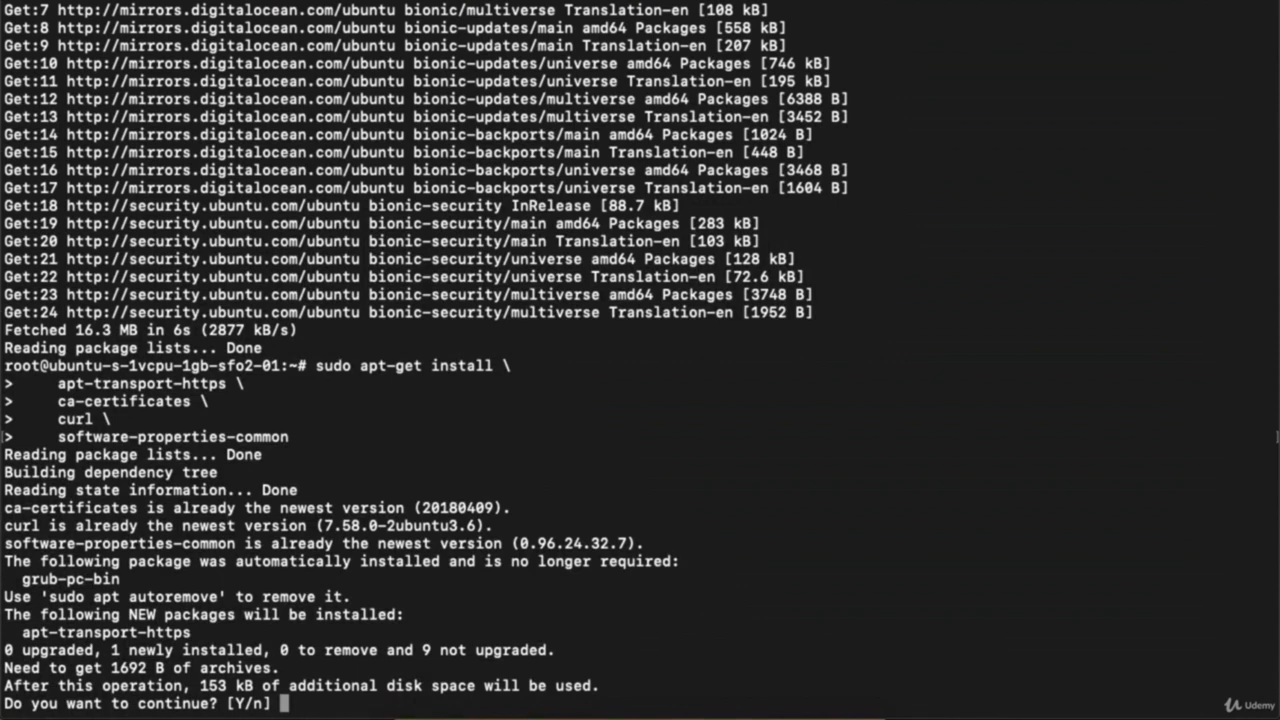 Get:7 http://mirrors.digitalocean.com/ubuntu bionic/multiverse Translation-en [108 kB]
Get:8 http://mirrors.digitalocean.com/ubuntu bionic-updates/main amd64 Packages [558 kB]
Get:9 http://mirrors.digitalocean.com/ubuntu bionic-updates/main Translation-en [207 kB]
Get:10 http://mirrors.digitalocean.com/ubuntu bionic-updates/universe amd64 Packages [746 kB]
Get:11 http://mirrors.digitalocean.com/ubuntu bionic-updates/universe Translation-en [195 kB]
Get:12 http://mirrors.digitalocean.com/ubuntu bionic-updates/multiverse amd64 Packages [6388 B]
Get:13 http://mirrors.digitalocean.com/ubuntu bionic-updates/multiverse Translation-en [3452 B]
Get:14 http://mirrors.digitalocean.com/ubuntu bionic-backports/main amd64 Packages [1024 B]
Get:15 http://mirrors.digitalocean.com/ubuntu bionic-backports/main Translation-en [448 B]
Get:16 http://mirrors.digitalocean.com/ubuntu bionic-backports/universe amd64 Packages [3468 B]
Get:17 http://mirrors.digitalocean.com/ubuntu bionic-backports/universe Translation-en [1604 B]
Get:18 http://security.ubuntu.com/ubuntu bionic-security InRelease [88.7 kB]
Get:19 http://security.ubuntu.com/ubuntu bionic-security/main amd64 Packages [283 kB]
Get:20 http://security.ubuntu.com/ubuntu bionic-security/main Translation-en [103 kB]
Get:21 http://security.ubuntu.com/ubuntu bionic-security/universe amd64 Packages [128 kB]
Get:22 http://security.ubuntu.com/ubuntu bionic-security/universe Translation-en [72.6 kB]
Get:23 http://security.ubuntu.com/ubuntu bionic-security/multiverse amd64 Packages [3748 B]
Get:24 http://security.ubuntu.com/ubuntu bionic-security/multiverse Translation-en [1952 B]
Fetched 16.3 MB in 6s (2877 kB/s)
Reading package lists... Done
root@ubuntu-s-1vcpu-1gb-sfo2-01:~# sudo apt-get install \
>     apt-transport-https \
>     ca-certificates \
>     curl \
>     software-properties-common
Reading package lists... Done
Building dependency tree
Reading state information... Done
ca-certificates is already the newest version (20180409).
curl is already the newest version (7.58.0-2ubuntu3.6).
software-properties-common is already the newest version (0.96.24.32.7).
The following package was automatically installed and is no longer required:
  grub-pc-bin
Use 'sudo apt autoremove' to remove it.
The following NEW packages will be installed:
  apt-transport-https
0 upgraded, 1 newly installed, 0 to remove and 9 not upgraded.
Need to get 1692 B of archives.
After this operation, 153 kB of additional disk space will be used.
Do you want to continue? [Y/n]
Udemy